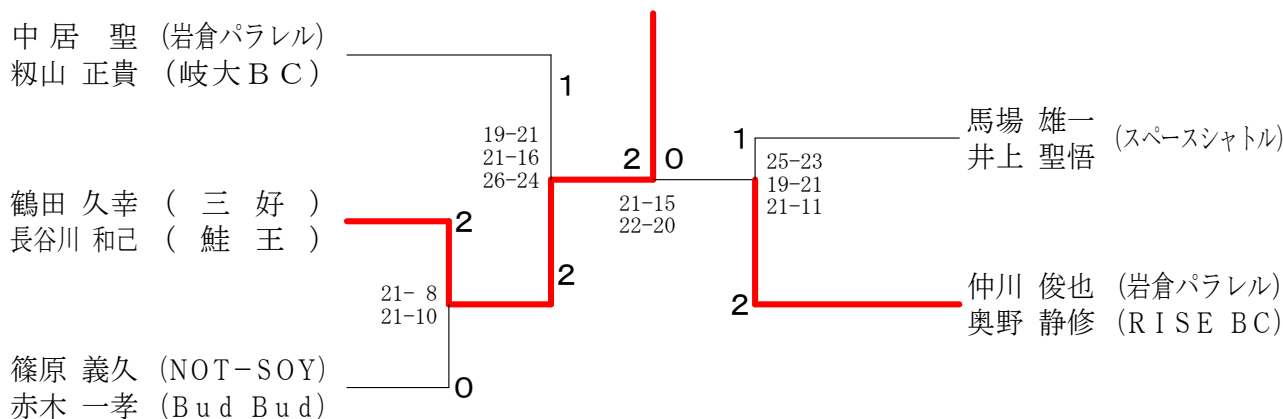 中居 聖 (岩倉パラレル)
籾山 正貴 (岐大ＢＣ)
1
19-21
21-16
26-24
2
鶴田 久幸 ( 三 好 )
長谷川 和己 ( 鮭 王 )
2
21- 8
21-10
0
篠原 義久 (NOT-SOY)
赤木 一孝 (Bud Bud)
2 0
21-15
22-20
1
馬場 雄一 (スペースシャトル)
井上 聖悟
25-23
19-21
21-11
2
仲川 俊也 (岩倉パラレル)
奥野 静修 (RISE BC)